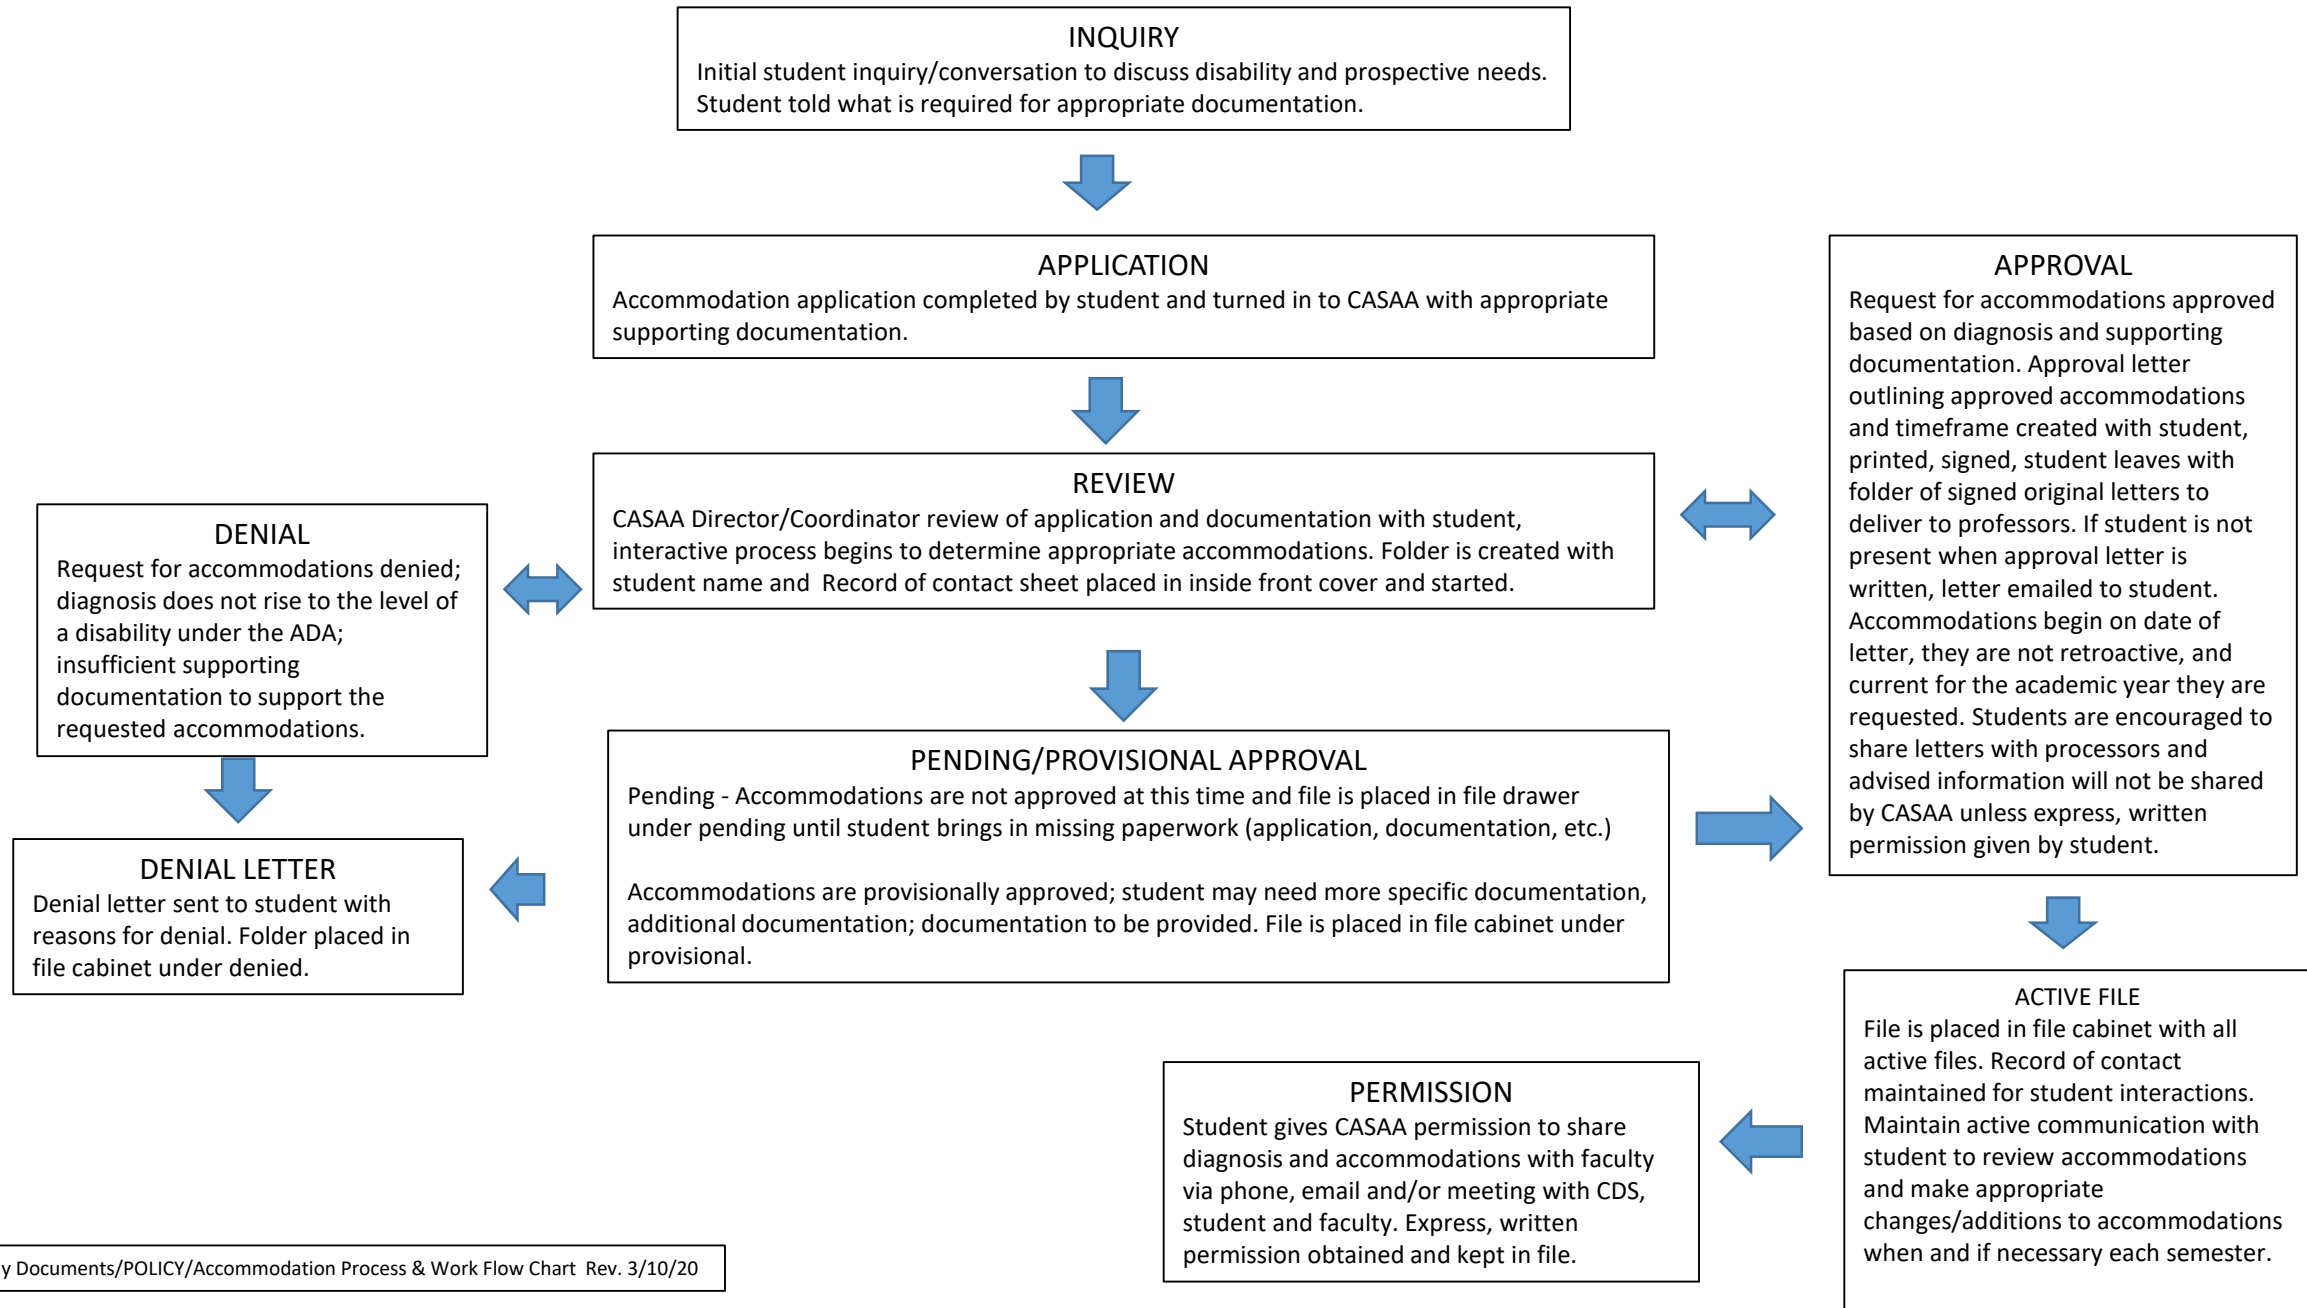 INQUIRY
Initial student inquiry/conversation to discuss disability and prospective needs.
Student told what is required for appropriate documentation.
APPLICATION
Accommodation application completed by student and turned in to CASAA with appropriate
supporting documentation.
REVIEW
CASAA Director/Coordinator review of application and documentation with student,
interactive process begins to determine appropriate accommodations. Folder is created with
student name and  Record of contact sheet placed in inside front cover and started.
DENIAL
Request for accommodations denied;
diagnosis does not rise to the level of
a disability under the ADA;
insufficient supporting
documentation to support the
requested accommodations.
DENIAL LETTER
Denial letter sent to student with
reasons for denial. Folder placed in
file cabinet under denied.
PENDING/PROVISIONAL APPROVAL
Pending - Accommodations are not approved at this time and file is placed in file drawer
under pending until student brings in missing paperwork (application, documentation, etc.)
Accommodations are provisionally approved; student may need more specific documentation,
additional documentation; documentation to be provided. File is placed in file cabinet under
provisional.
APPROVAL
Request for accommodations approved
based on diagnosis and supporting
documentation. Approval letter
outlining approved accommodations
and timeframe created with student,
printed, signed, student leaves with
folder of signed original letters to
deliver to professors. If student is not
present when approval letter is
written, letter emailed to student.
Accommodations begin on date of
letter, they are not retroactive, and
current for the academic year they are
requested. Students are encouraged to
share letters with processors and
advised information will not be shared
by CASAA unless express, written
permission given by student.
ACTIVE FILE
File is placed in file cabinet with all
active files. Record of contact
maintained for student interactions.
Maintain active communication with
student to review accommodations
and make appropriate
changes/additions to accommodations
when and if necessary each semester.
PERMISSION
Student gives CASAA permission to share
diagnosis and accommodations with faculty
via phone, email and/or meeting with CDS,
student and faculty. Express, written
permission obtained and kept in file.
y Documents/POLICY/Accommodation Process & Work Flow Chart  Rev. 3/10/20